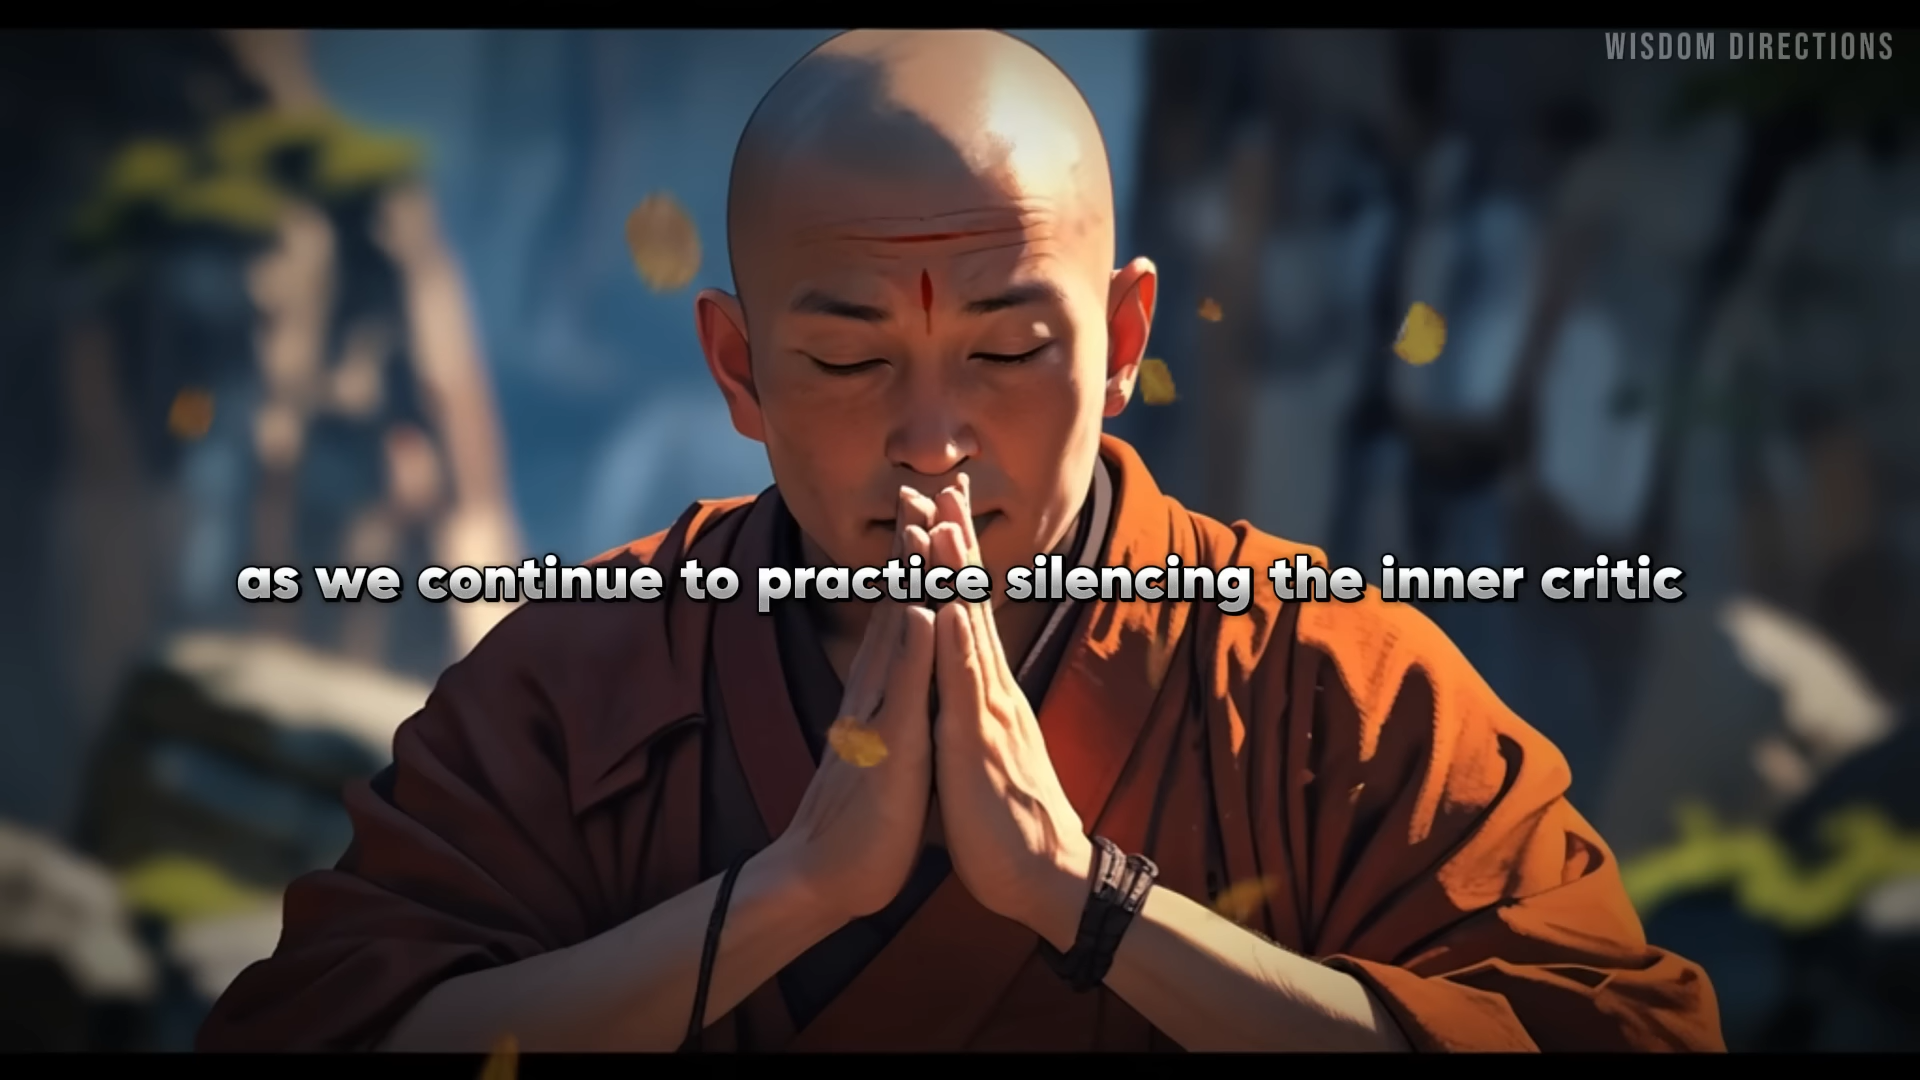 WISDOM DIRECTIONS
as we continue to practice silencing the inner critic